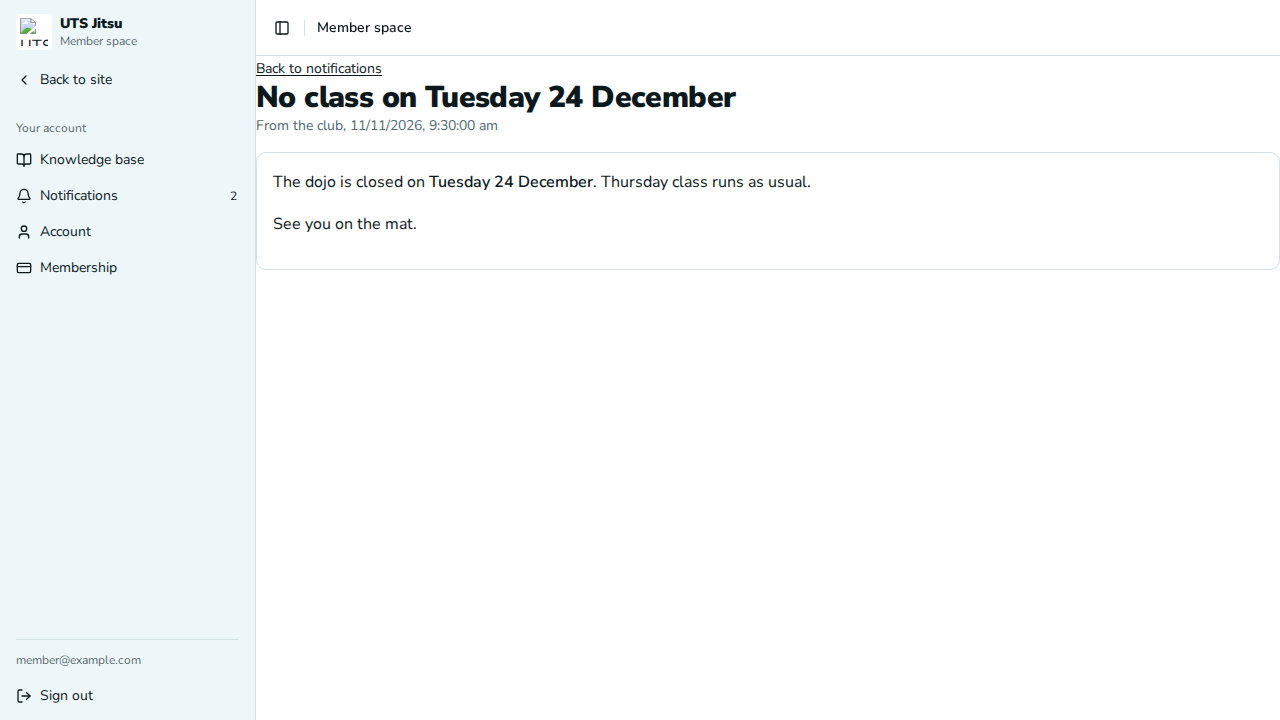 UTS Jitsu
Member space
Back to site
Your account
Knowledge base
Notifications 2
Account
Membership
member@example.com
Sign out
Member space
Back to notifications
No class on Tuesday 24 December
From the club, 11/11/2026, 9:30:00 am
The dojo is closed on Tuesday 24 December. Thursday class runs as usual.
See you on the mat.